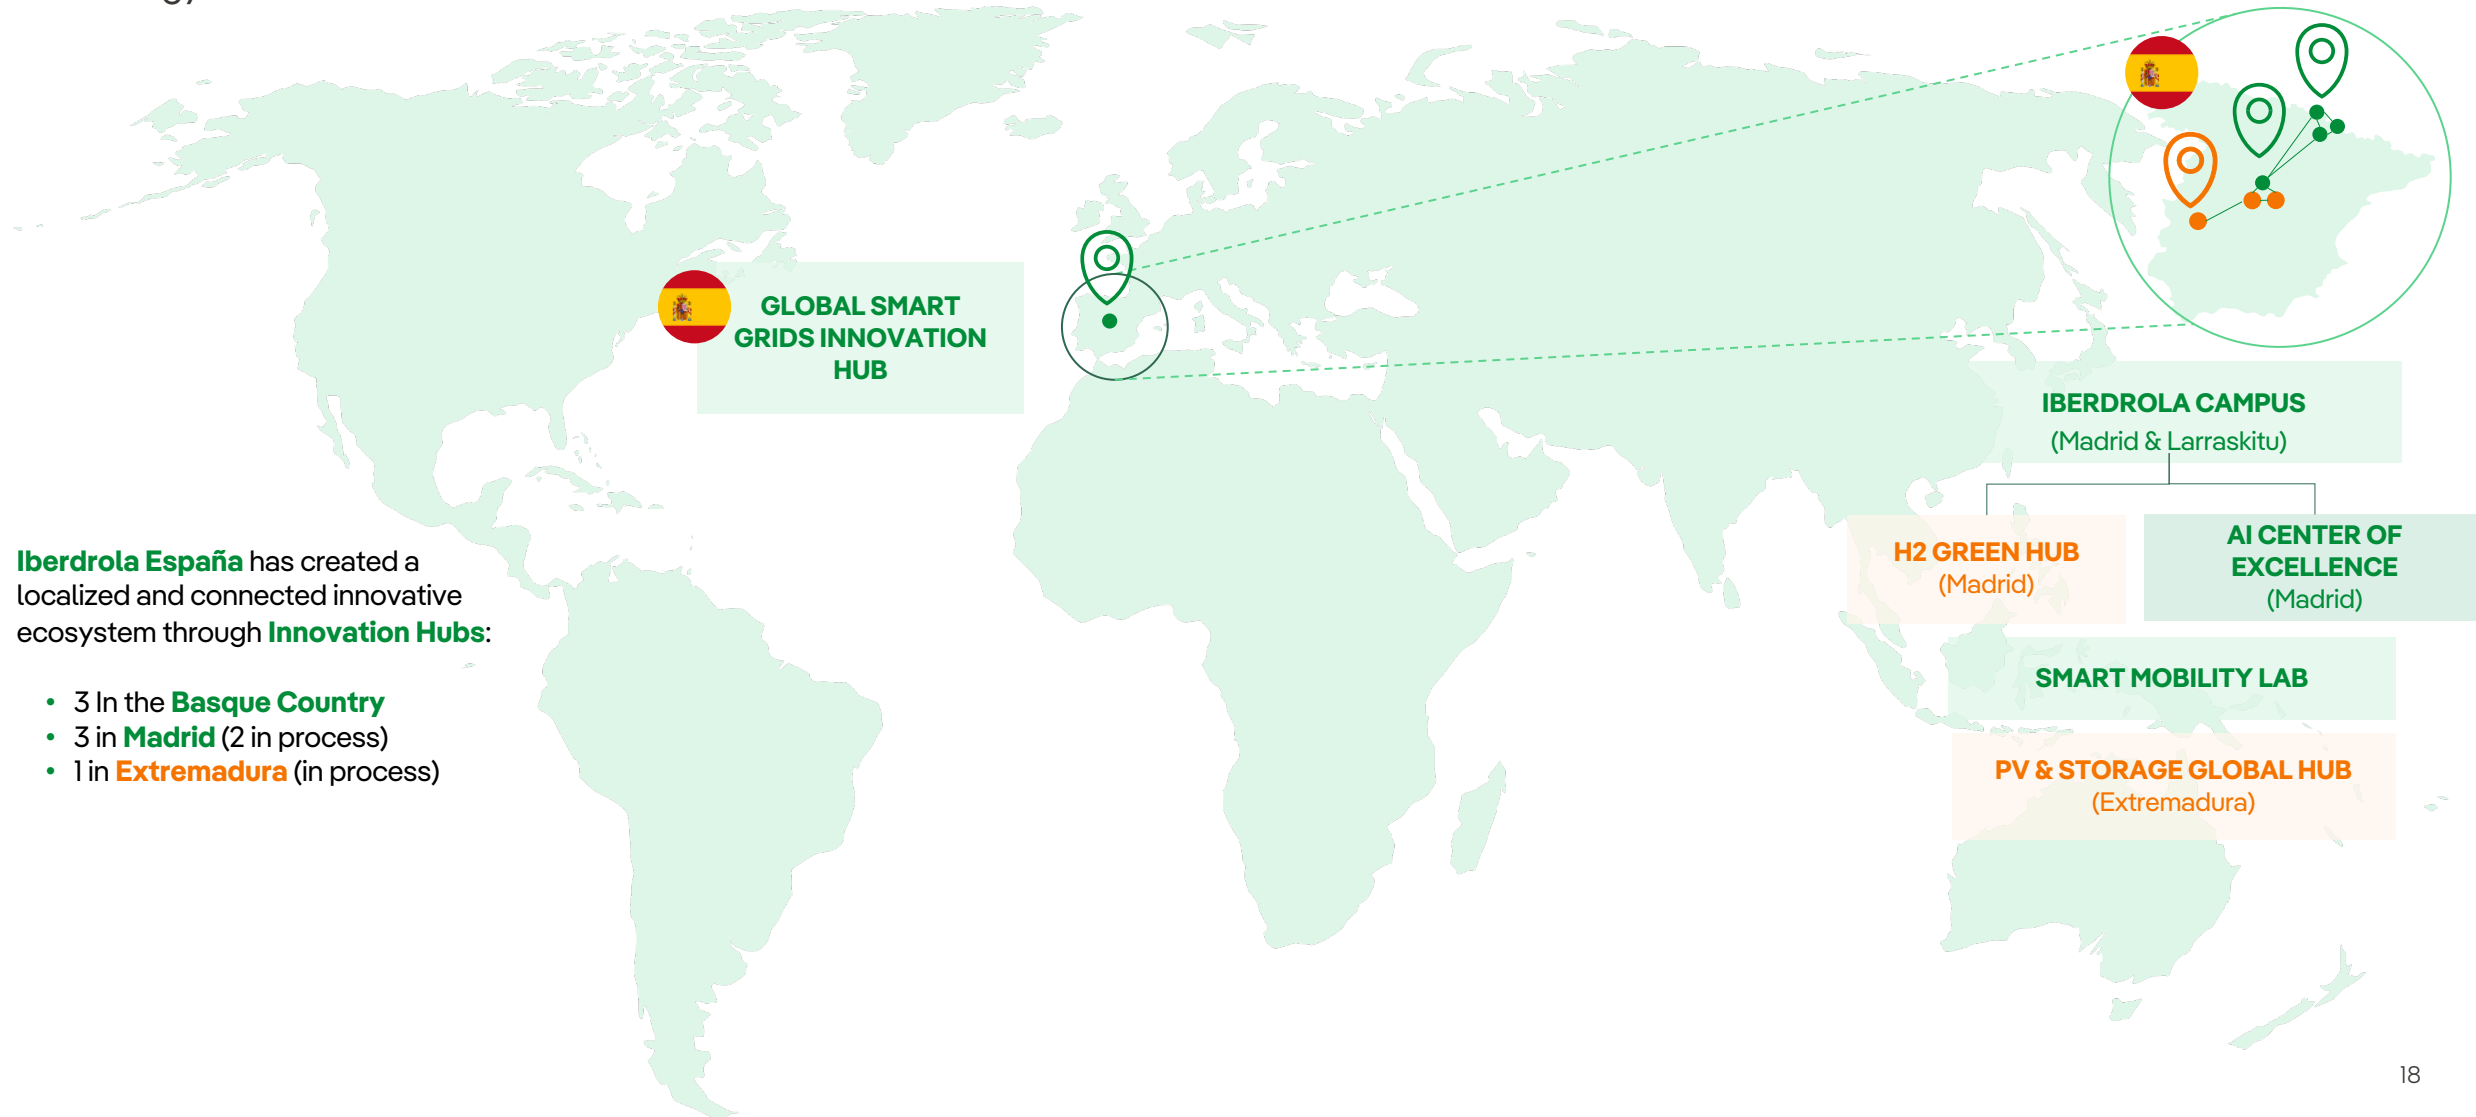 GLOBAL SMART
GRIDS INNOVATION
HUB
Iberdrola España has created a
localized and connected innovative
ecosystem through Innovation Hubs:
• 3 In the Basque Country
• 3 in Madrid (2 in process)
• 1 in Extremadura (in process)
IBERDROLA CAMPUS
(Madrid & Larraskitu)
H2 GREEN HUB
(Madrid)
AI CENTER OF
EXCELLENCE
(Madrid)
SMART MOBILITY LAB
PV & STORAGE GLOBAL HUB
(Extremadura)
18